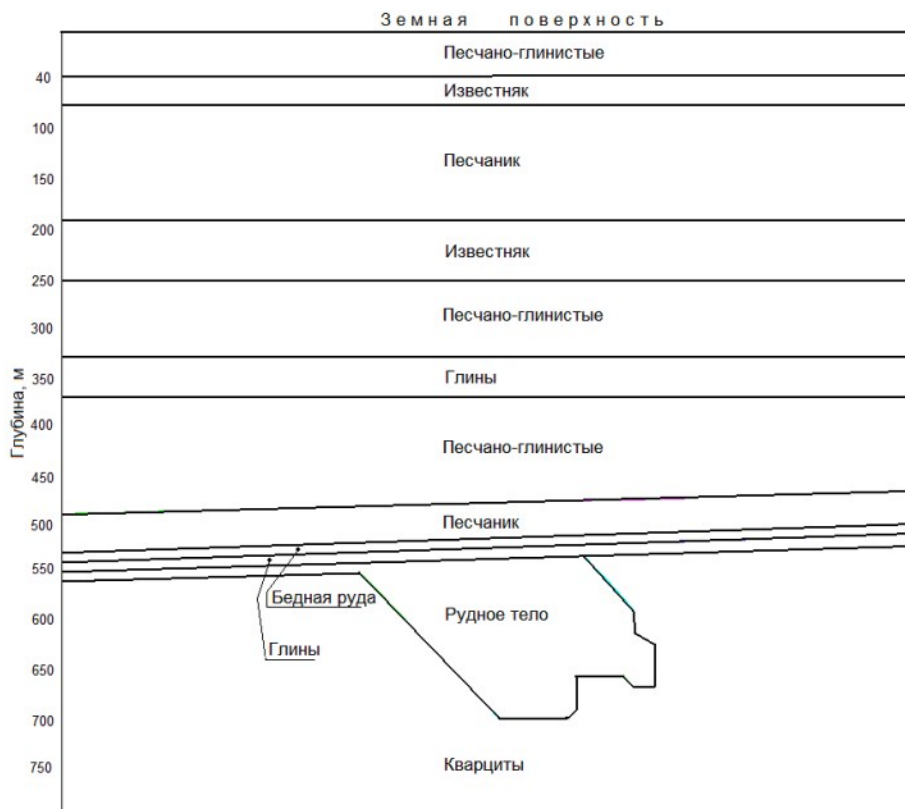 Земная поверхность
Песчано-глинистые
40
Известняк
100
Песчаник
150
200
Известняк
250
Песчано-глинистые
300
Глины
350
Глубина, м
400
Песчано-глинистые
450
Песчаник
500
550
Бедная руда
Рудное тело
600
Глины
650
700
Кварциты
750